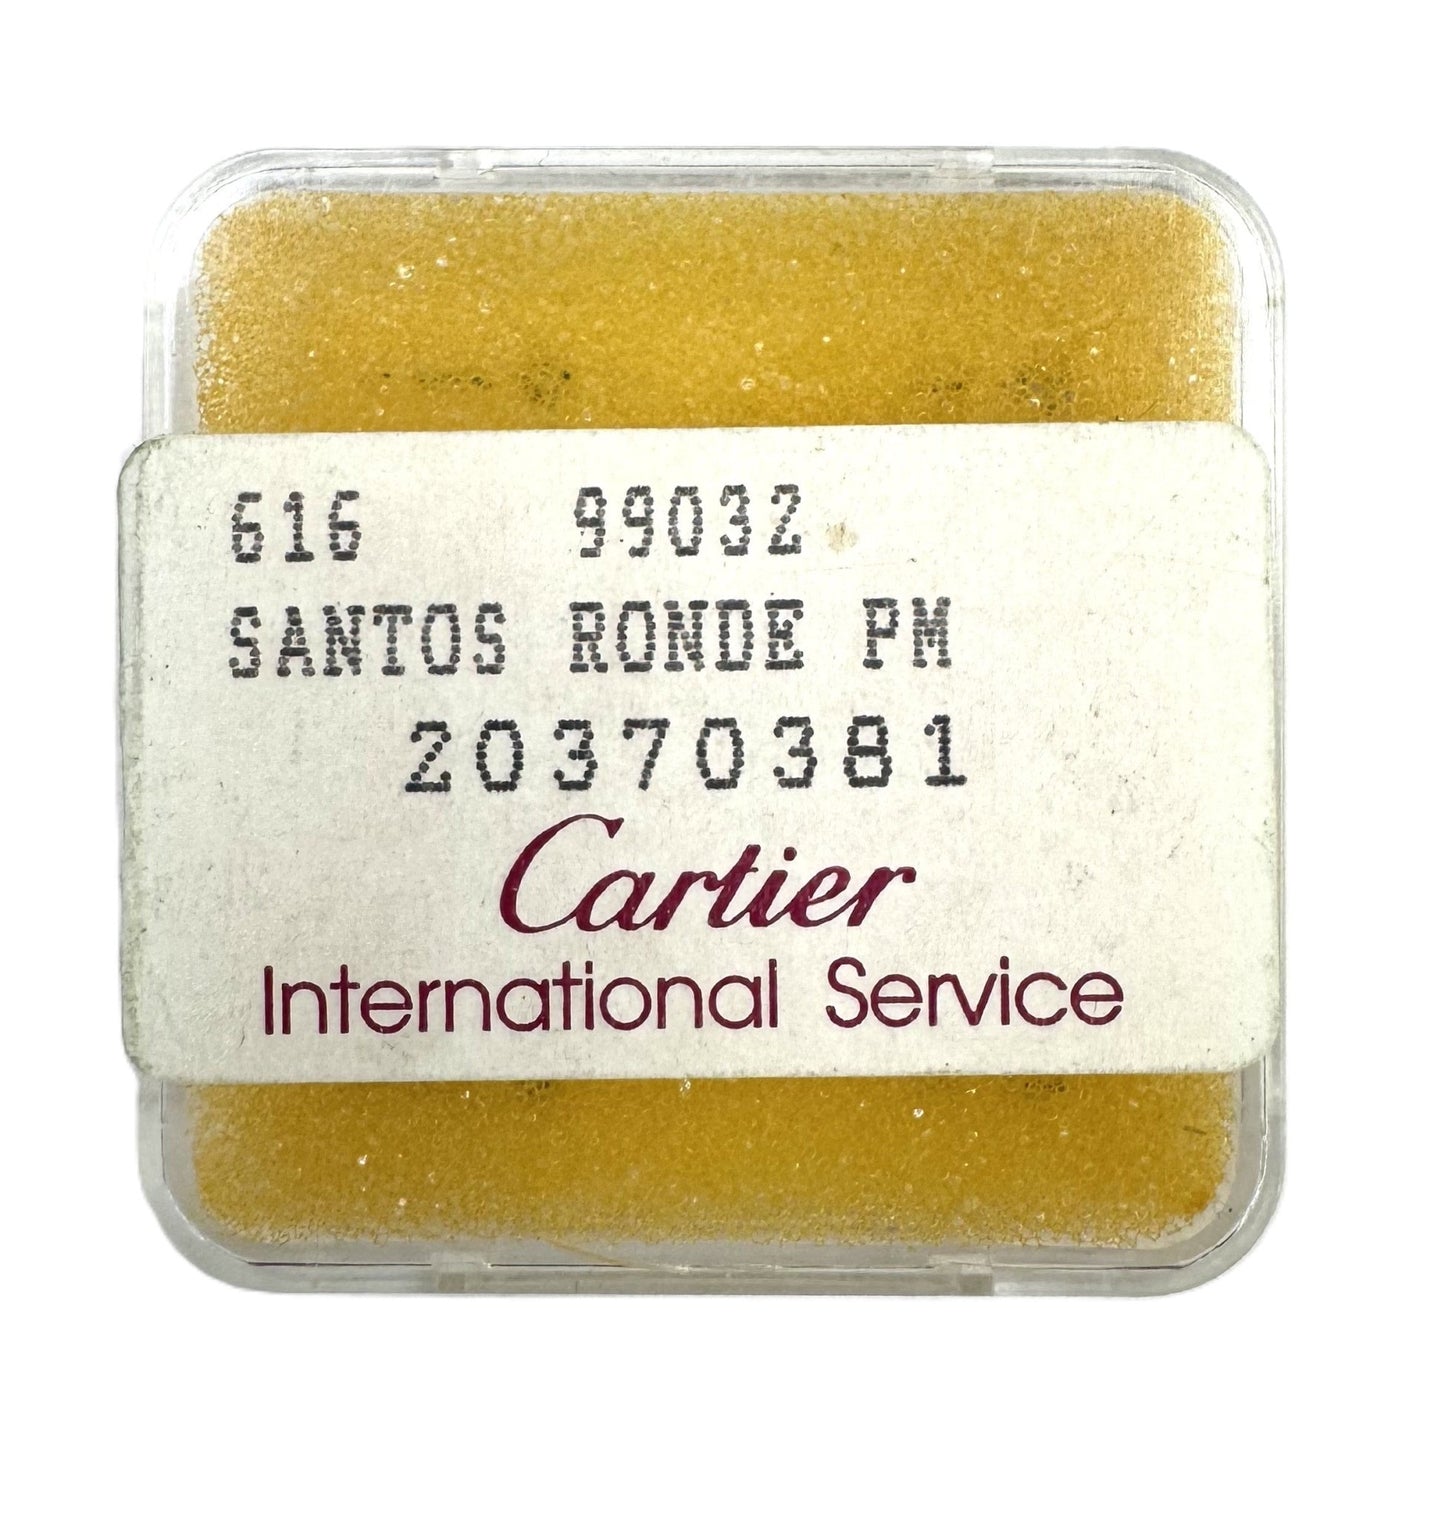 616 99032
SANTOS RONDE PM
20370381
Cartier
International Service